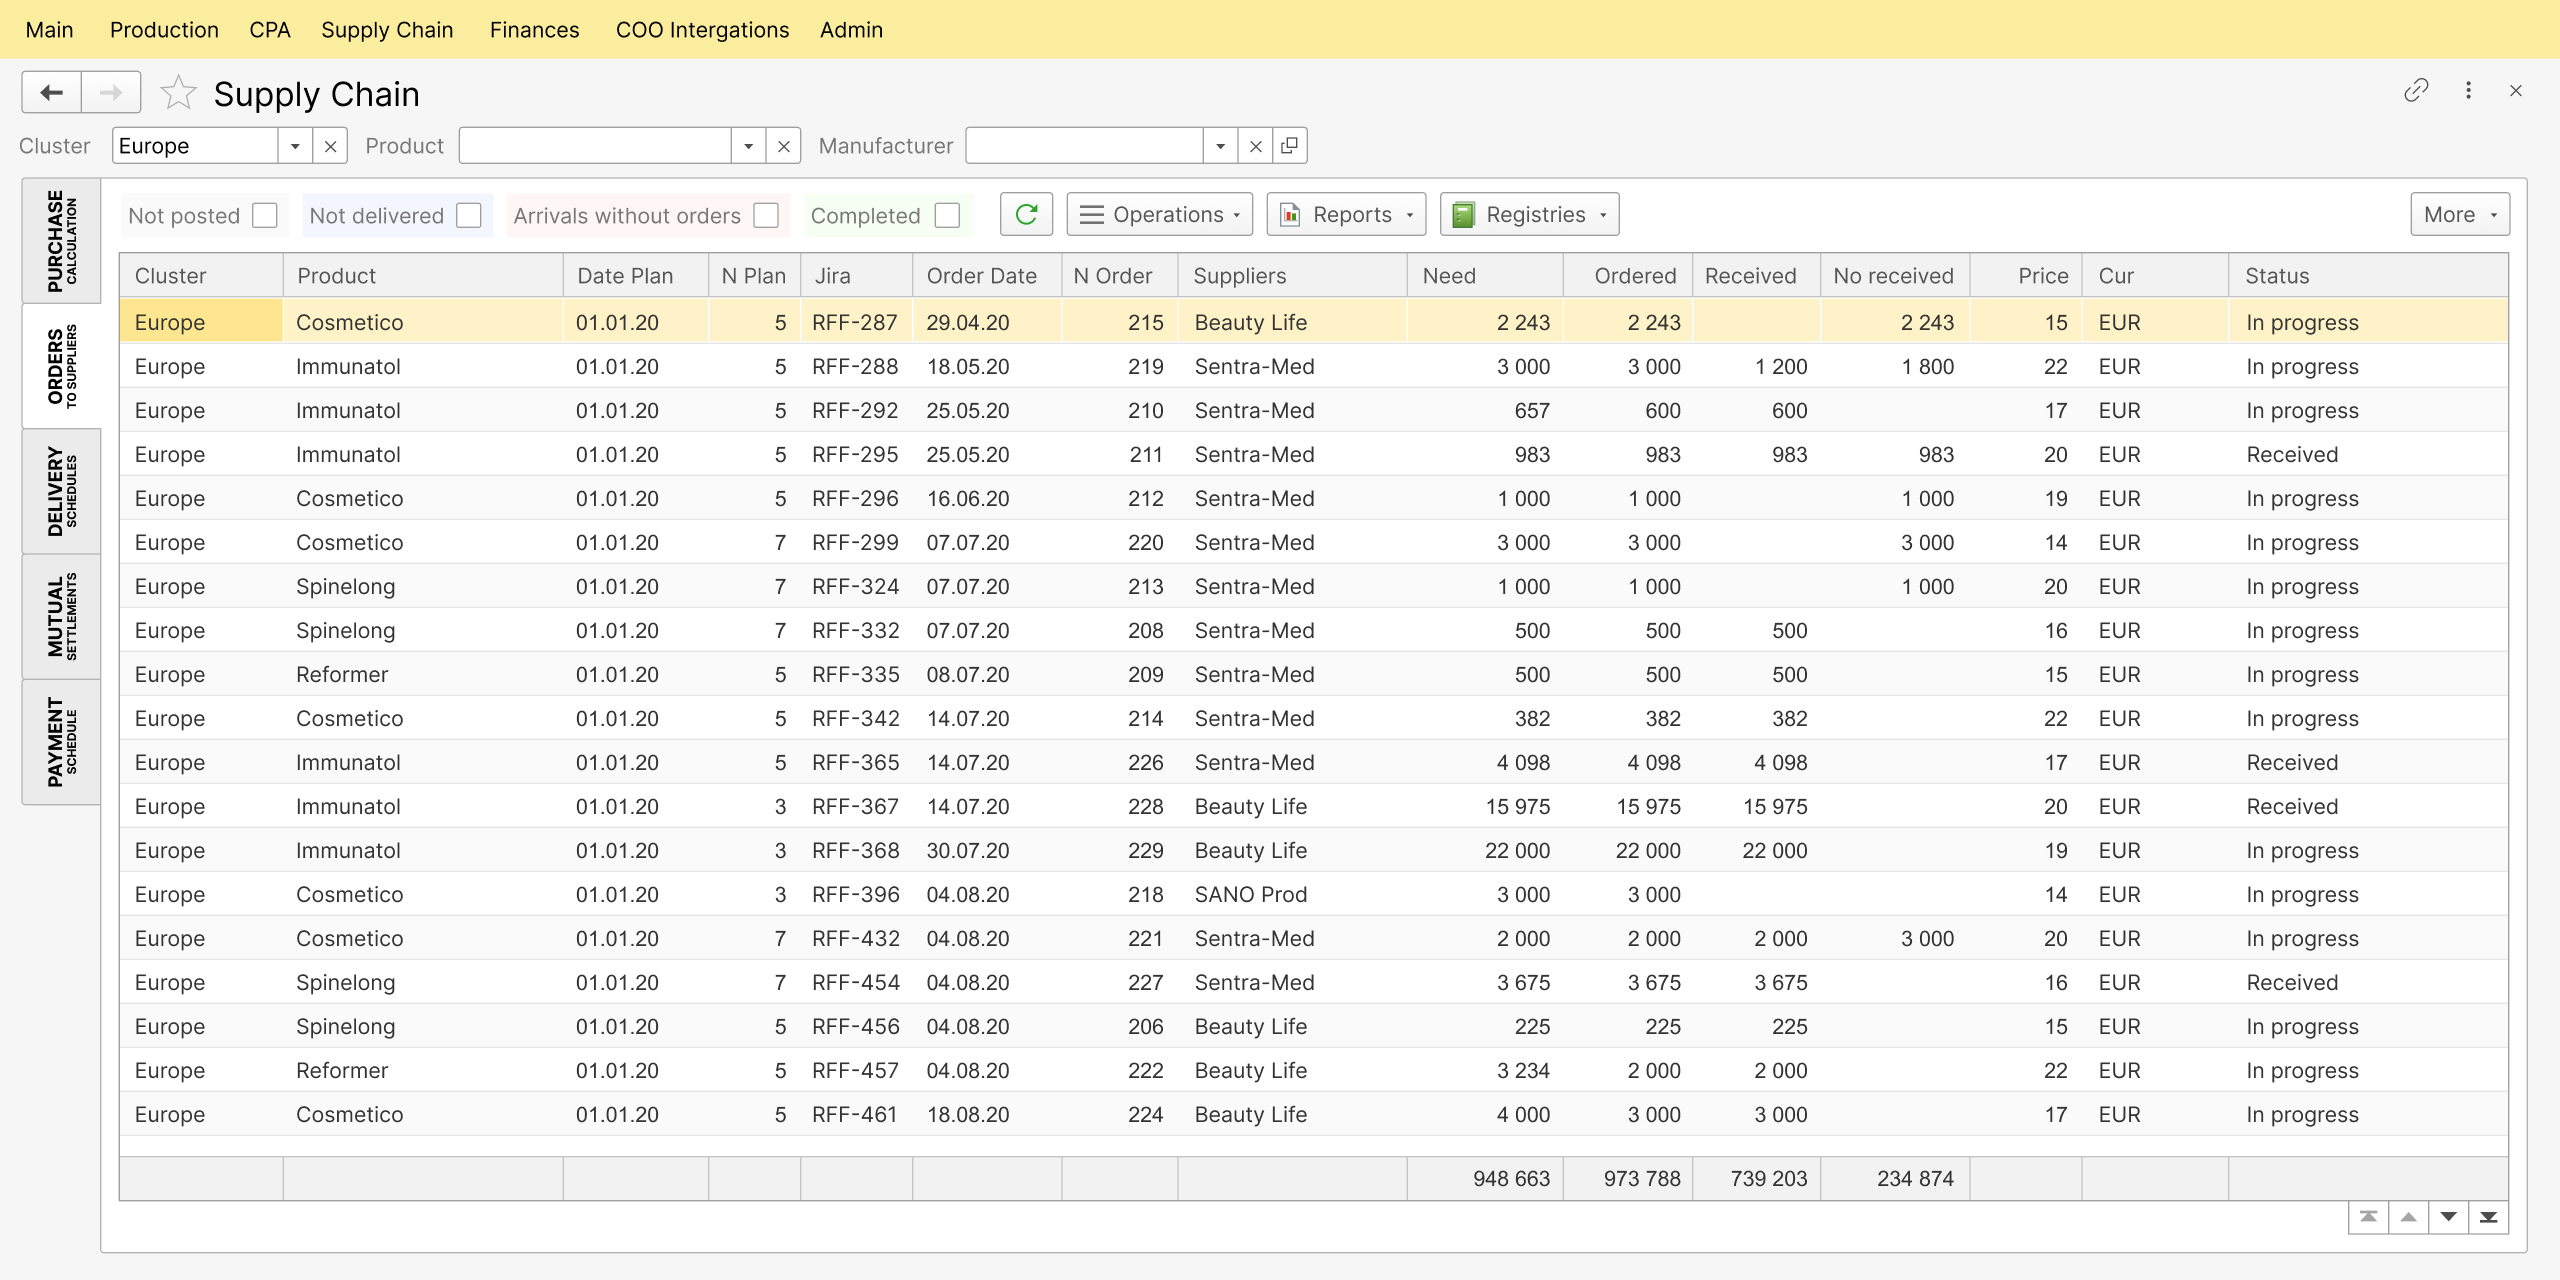 Main Production CPA Supply Chain Finances COO Intergations Admin
Supply Chain
Cluster Europe Product Manufacturer
PURCHASE
CALCULATION
ORDERS
TO SUPPLIERS
DELIVERY
SCHEDULES
MUTUAL
SETTLEMENTS
PAYMENT
SCHEDULE
Not posted Not delivered Arrivals without orders Completed Operations Reports Registries More
Cluster Product Date Plan N Plan Jira Order Date N Order Suppliers Need Ordered Received No received Price Cur Status
Europe Cosmetico 01.01.20 5 RFF-287 29.04.20 215 Beauty Life 2 243 2 243 2 243 15 EUR In progress
Europe Immunatol 01.01.20 5 RFF-288 18.05.20 219 Sentra-Med 3 000 3 000 1 200 1 800 22 EUR In progress
Europe Immunatol 01.01.20 5 RFF-292 25.05.20 210 Sentra-Med 657 600 600 17 EUR In progress
Europe Immunatol 01.01.20 5 RFF-295 25.05.20 211 Sentra-Med 983 983 983 983 20 EUR Received
Europe Cosmetico 01.01.20 5 RFF-296 16.06.20 212 Sentra-Med 1 000 1 000 1 000 19 EUR In progress
Europe Cosmetico 01.01.20 7 RFF-299 07.07.20 220 Sentra-Med 3 000 3 000 3 000 14 EUR In progress
Europe Spinelong 01.01.20 7 RFF-324 07.07.20 213 Sentra-Med 1 000 1 000 1 000 20 EUR In progress
Europe Spinelong 01.01.20 7 RFF-332 07.07.20 208 Sentra-Med 500 500 500 16 EUR In progress
Europe Reformer 01.01.20 5 RFF-335 08.07.20 209 Sentra-Med 500 500 500 15 EUR In progress
Europe Cosmetico 01.01.20 5 RFF-342 14.07.20 214 Sentra-Med 382 382 382 22 EUR In progress
Europe Immunatol 01.01.20 5 RFF-365 14.07.20 226 Sentra-Med 4 098 4 098 4 098 17 EUR Received
Europe Immunatol 01.01.20 3 RFF-367 14.07.20 228 Beauty Life 15 975 15 975 15 975 20 EUR Received
Europe Immunatol 01.01.20 3 RFF-368 30.07.20 229 Beauty Life 22 000 22 000 22 000 19 EUR In progress
Europe Cosmetico 01.01.20 3 RFF-396 04.08.20 218 SANO Prod 3 000 3 000 14 EUR In progress
Europe Cosmetico 01.01.20 7 RFF-432 04.08.20 221 Sentra-Med 2 000 2 000 2 000 3 000 20 EUR In progress
Europe Spinelong 01.01.20 7 RFF-454 04.08.20 227 Sentra-Med 3 675 3 675 3 675 16 EUR Received
Europe Spinelong 01.01.20 5 RFF-456 04.08.20 206 Beauty Life 225 225 225 15 EUR In progress
Europe Reformer 01.01.20 5 RFF-457 04.08.20 222 Beauty Life 3 234 2 000 2 000 22 EUR In progress
Europe Cosmetico 01.01.20 5 RFF-461 18.08.20 224 Beauty Life 4 000 3 000 3 000 17 EUR In progress
948 663 973 788 739 203 234 874